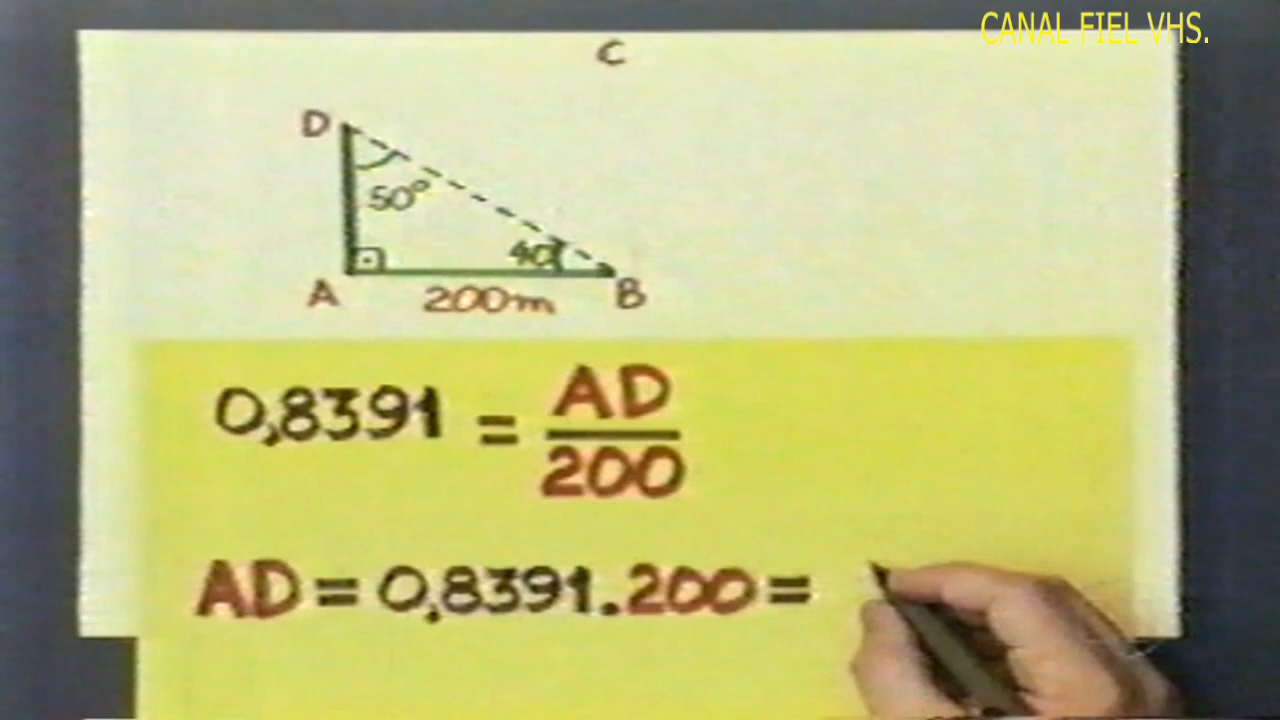 CANAL FIEL VHS.
C
D
50°
40
A
200m
B
0,8391 = AD
200
AD = 0,8391.200 =